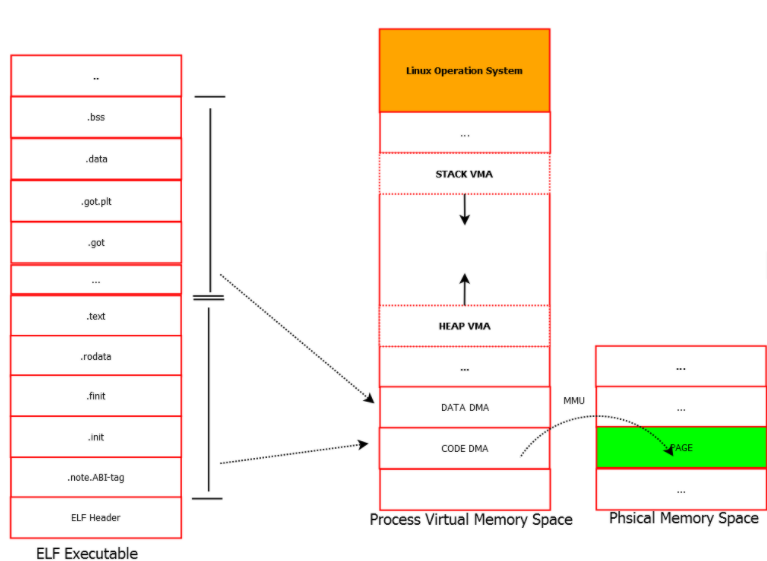 ..
.bss
.data
.got.plt
.got
...
.text
.rodata
.finit
.init
.note.ABI-tag
ELF Header
ELF Executable
Linux Operation System
...
STACK VMA
HEAP VMA
...
DATA DMA
CODE DMA
Process Virtual Memory Space
MMU
...
...
PAGE
...
Phsical Memory Space